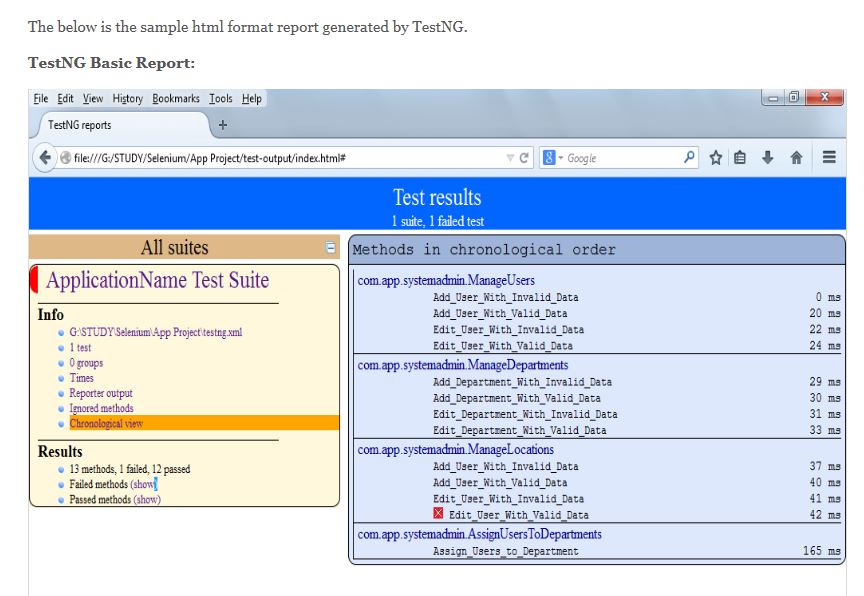 The below is the sample html format report generated by TestNG.
TestNG Basic Report:
File Edit View History Bookmarks Tools Help
TestNG reports
file:///G:/STUDY/Selenium/App Project/test-output/index.html#
Google
Test results
1 suite, 1 failed test
All suites
ApplicationName Test Suite
Info
G:\STUDY\Selenium\App Project\testng.xml
1 test
0 groups
Times
Reporter output
Ignored methods
Chronological view
Results
13 methods, 1 failed, 12 passed
Failed methods (show)
Passed methods (show)
Methods in chronological order
com.app.systemadmin.ManageUsers
Add_User_With_Invalid_Data 0 ms
Add_User_With_Valid_Data 20 ms
Edit_User_With_Invalid_Data 22 ms
Edit_User_With_Valid_Data 24 ms
com.app.systemadmin.ManageDepartments
Add_Department_With_Invalid_Data 29 ms
Add_Department_With_Valid_Data 30 ms
Edit_Department_With_Invalid_Data 31 ms
Edit_Department_With_Valid_Data 33 ms
com.app.systemadmin.ManageLocations
Add_User_With_Invalid_Data 37 ms
Add_User_With_Valid_Data 40 ms
Edit_User_With_Invalid_Data 41 ms
Edit_User_With_Valid_Data 42 ms
com.app.systemadmin.AssignUsersToDepartments
Assign_Users_to_Department 165 ms